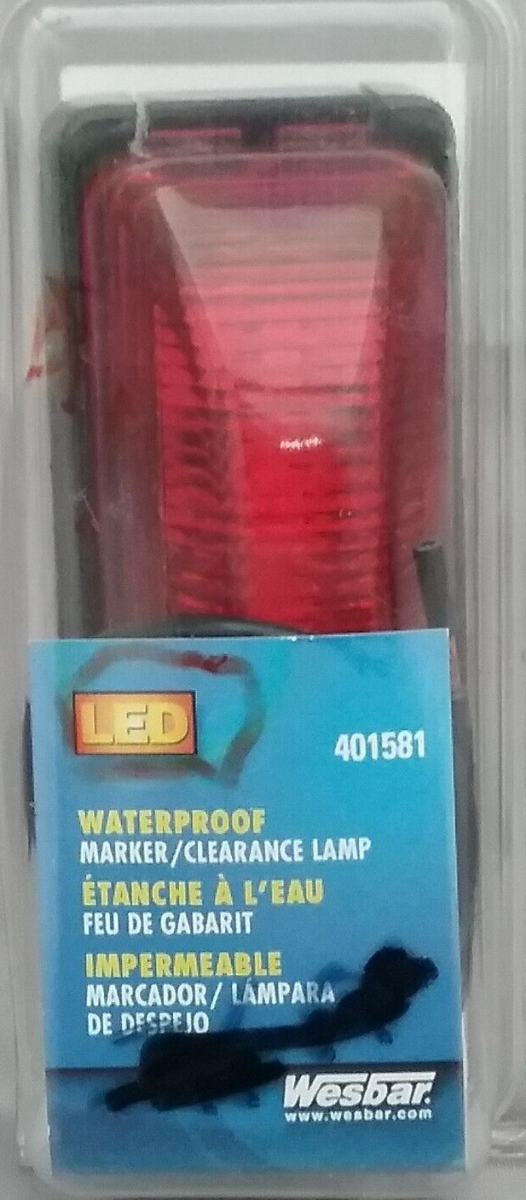 LED
401581
WATERPROOF
MARKER/CLEARANCE LAMP
ÉTANCHE À L'EAU
FEU DE GABARIT
IMPERMEABLE
MARCADOR/ LÁMPARA
DE DESPEJO
Wesbar.
www.wesbar.com